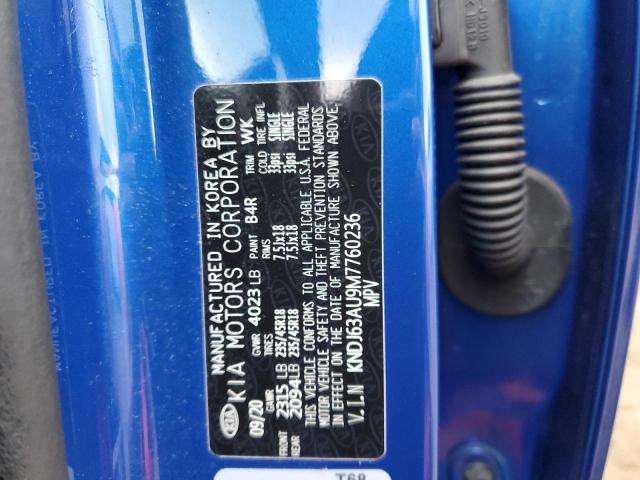 MANUFACTURED IN KOREA BY
KIA MOTORS CORPORATION
09/20 GVWR 4023 LB PAINT B4R TRIM WK
GAWR TIRES RIMS COLD TIRE INFL
FRONT 2315 LB 235/45R18 7.5Jx18 33psi SINGLE
REAR 2094 LB 235/45R18 7.5Jx18 33psi SINGLE
THIS VEHICLE CONFORMS TO ALL APPLICABLE U.S.A. FEDERAL
MOTOR VEHICLE SAFETY AND THEFT PREVENTION STANDARDS
IN EFFECT ON THE DATE OF MANUFACTURE SHOWN ABOVE.
V.I.N KNDJ63AU9M7760236
MPV
KIA
T68